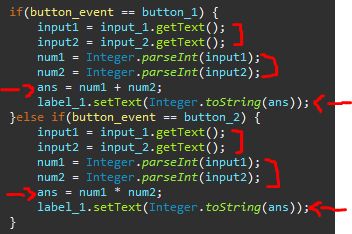 if(button_event == button_1) {
input1 = input_1.getText();
input2 = input_2.getText();
num1 = Integer.parseInt(input1);
num2 = Integer.parseInt(input2);
ans = num1 + num2;
label_1.setText(Integer.toString(ans));
}else if(button_event == button_2) {
input1 = input_1.getText();
input2 = input_2.getText();
num1 = Integer.parseInt(input1);
num2 = Integer.parseInt(input2);
ans = num1 * num2;
label_1.setText(Integer.toString(ans));
}